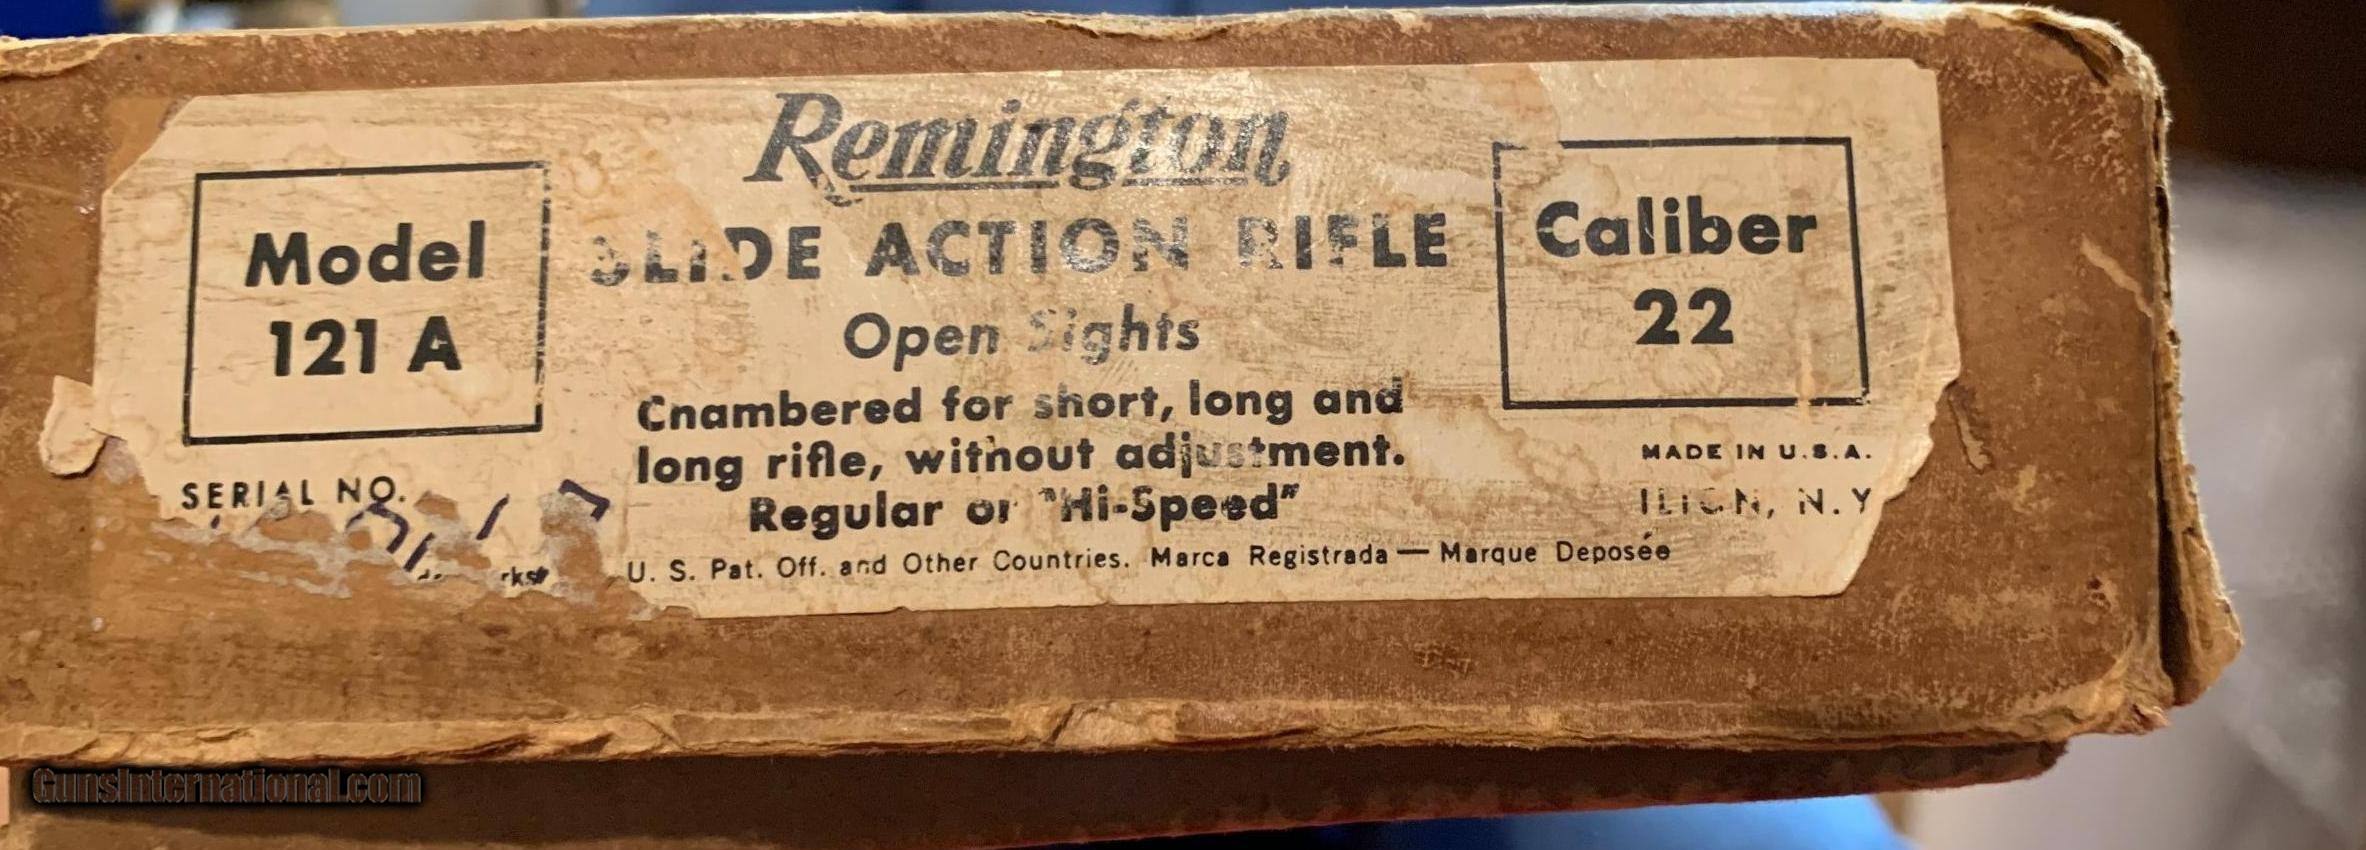 Remington
Model
121 A
SLIDE ACTION RIFLE
Open Sights
Chambered for short, long and
long rifle, without adjustment.
Regular or "Hi-Speed"
Caliber
22
SERIAL NO.
MADE IN U.S.A.
ILION, N.Y
U. S. Pat. Off. and Other Countries. Marca Registrada — Marque Deposée
GunsInternational.com